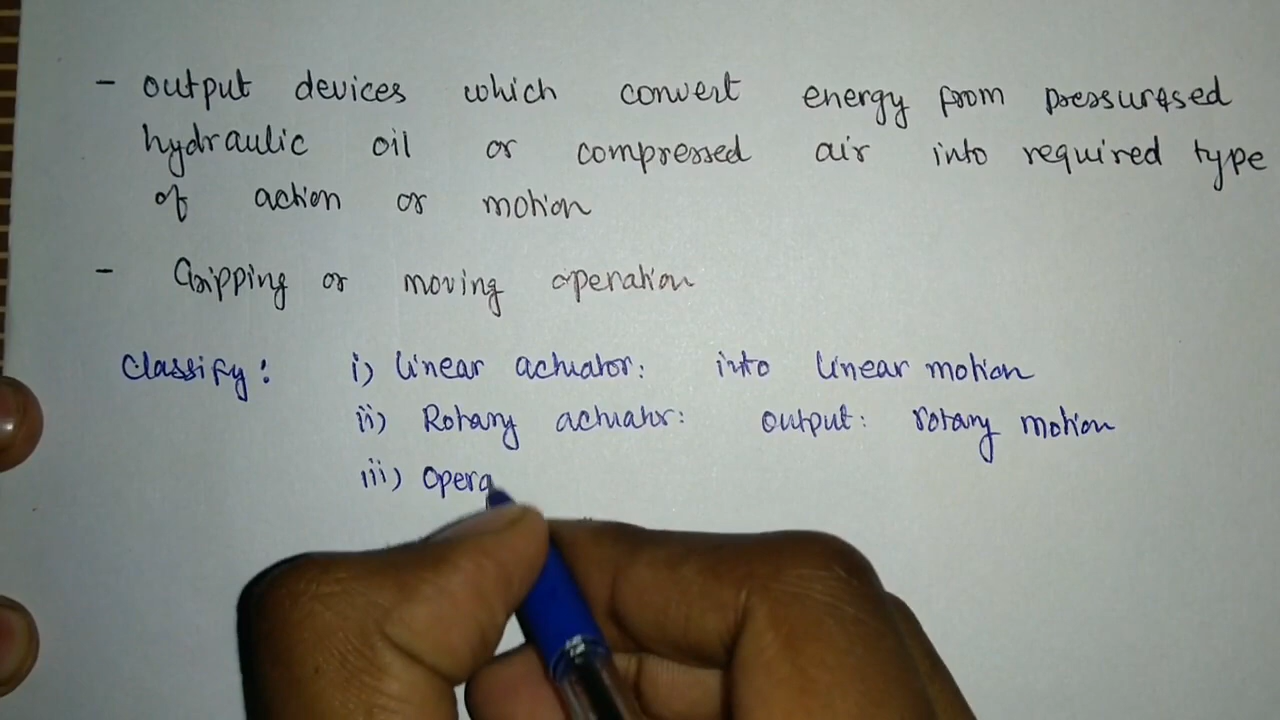 - output devices which convert energy from pressurised
hydraulic oil or compressed air into required type
of action or motion
- Gripping or moving operation
Classify : i) Linear actuator: into linear motion
ii) Rotary actuator: output: rotary motion
iii) Opera